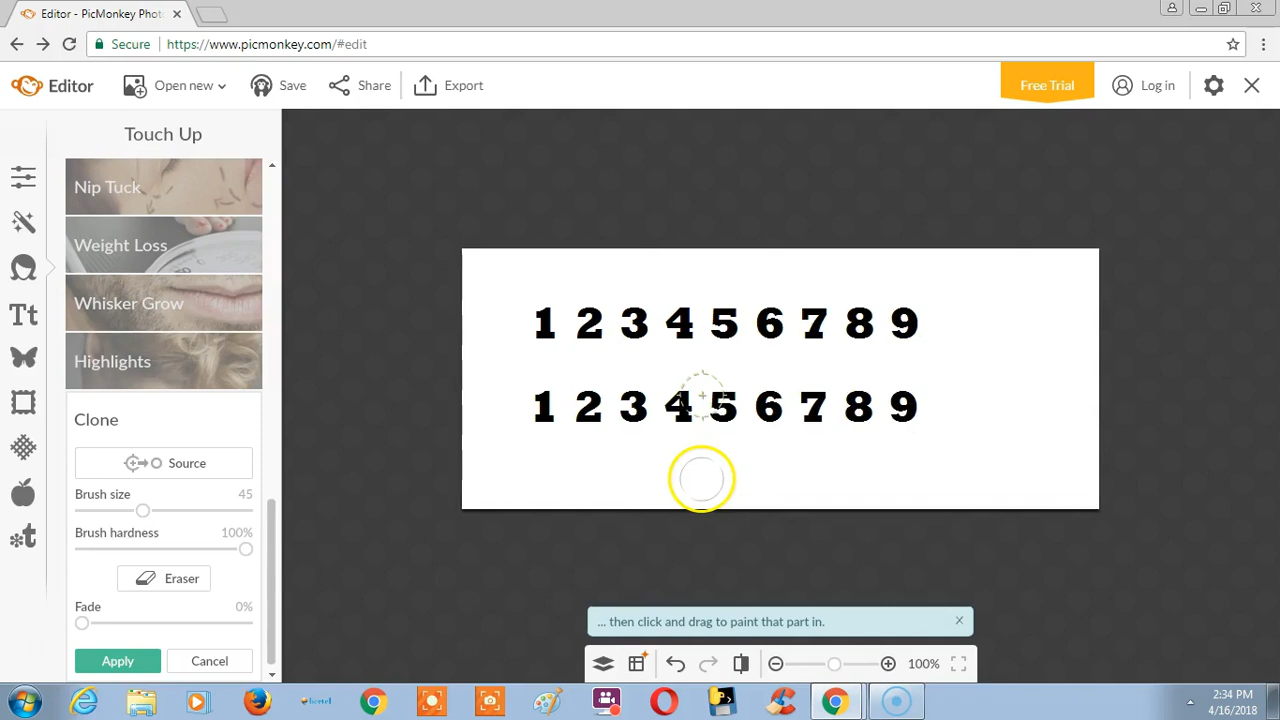 Editor - PicMonkey Phot
Secure
https://www.picmonkey.com/#edit
Editor
Open new
Save
Share
Export
Free Trial
Log in
Touch Up
Nip Tuck
Weight Loss
Whisker Grow
Highlights
Clone
Source
Brush size 45
Brush hardness 100%
Eraser
Fade 0%
Apply
Cancel
1 2 3 4 5 6 7 8 9
1 2 3 4 5 6 7 8 9
... then click and drag to paint that part in.
100%
Tt
t
2:34 PM
4/16/2018